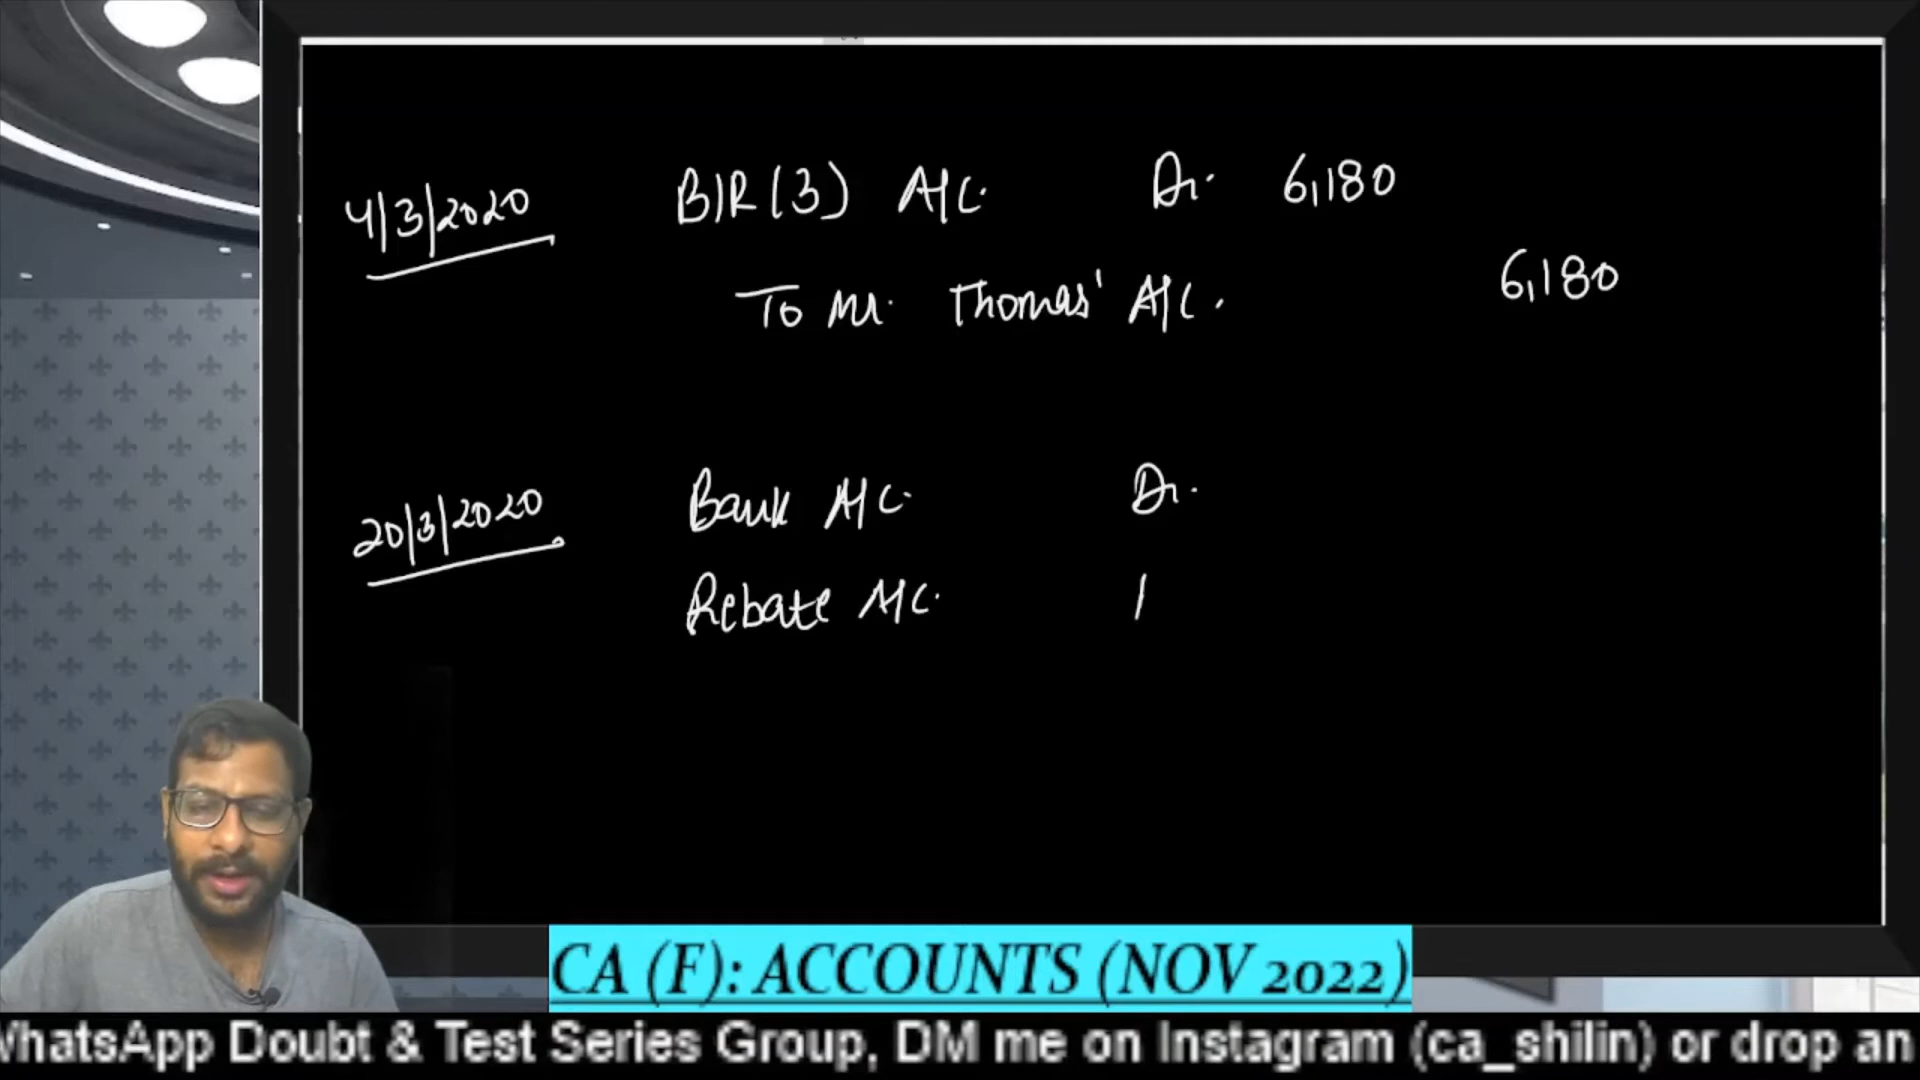 4/3/2020 B/R (3) A/c. Dr. 6,180
To Mr. Thomas' A/c. 6,180
20/3/2020 Bank A/c. Dr.
Rebate A/c.
CA (F): ACCOUNTS (NOV 2022)
WhatsApp Doubt & Test Series Group, DM me on Instagram (ca_shilin) or drop an